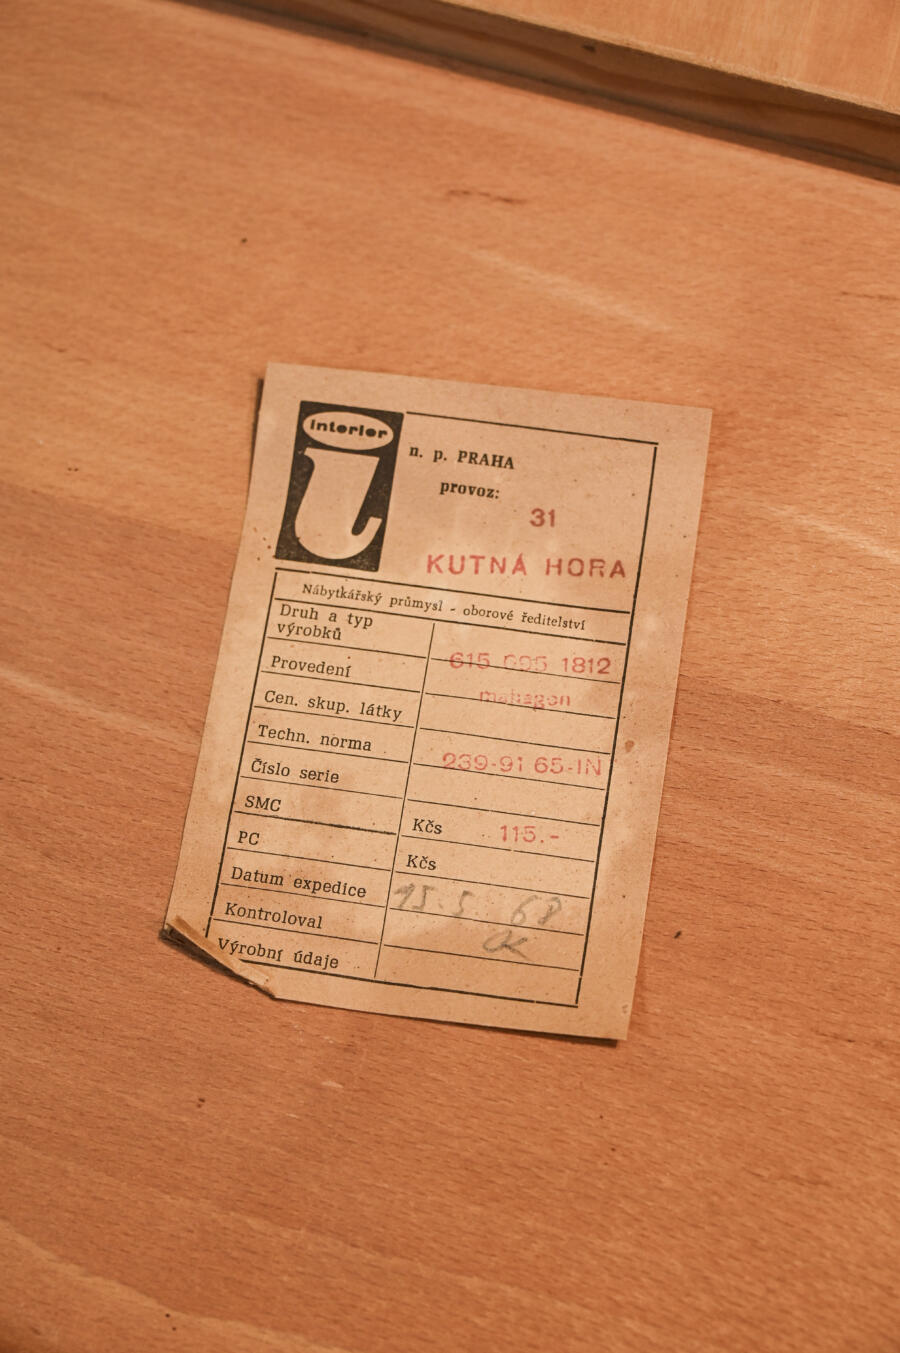 interior
n. p. PRAHA
provoz:
31
KUTNÁ HORA
Nábytkářský průmysl - oborové ředitelství
Druh a typ
výrobků 615 695 1812
Provedení mahagon
Cen. skup. látky
Techn. norma 239-91 65-IN
Číslo serie
SMC Kčs 115.-
PC Kčs
Datum expedice 15. 5. 68
Kontroloval
Výrobní údaje